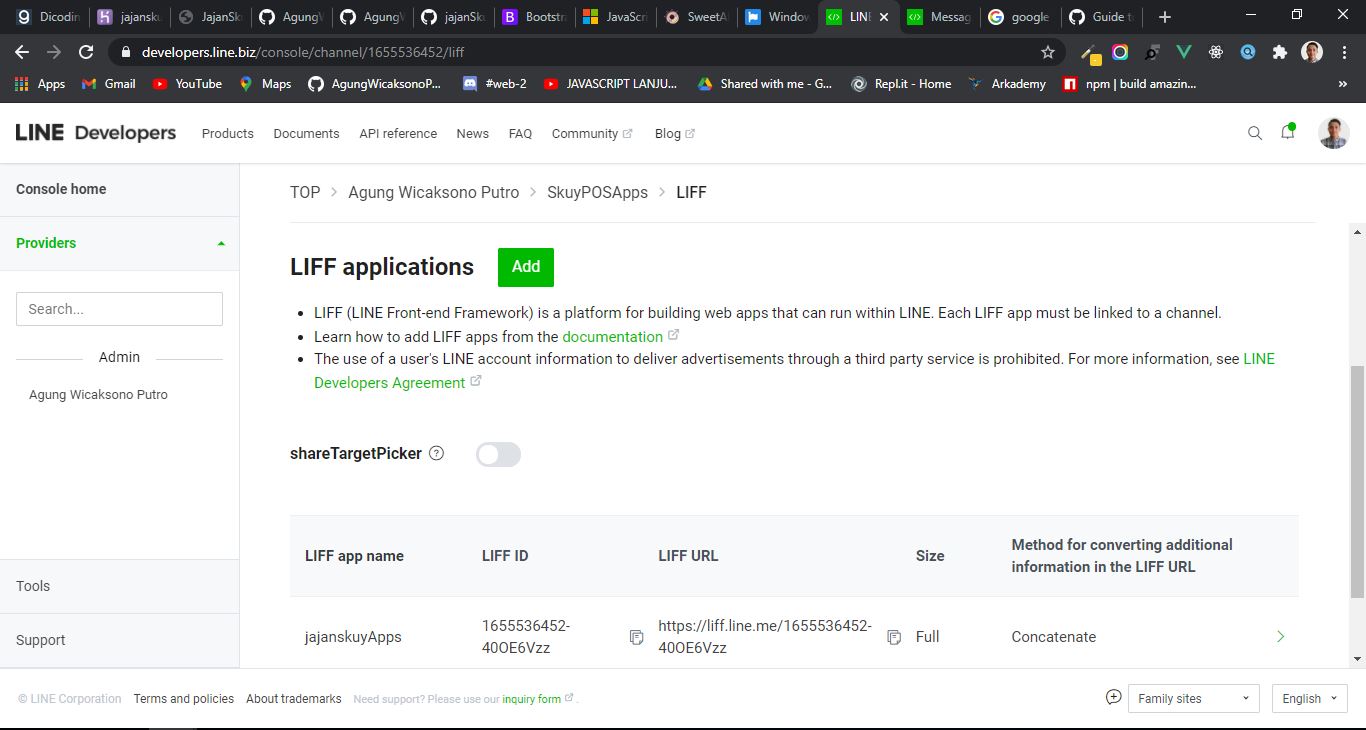 Dicodin
jajansku
JajanSk
AgungW
AgungW
jajanSku
Bootstra
JavaScri
SweetA
Window
LINE
Messag
google
Guide t
developers.line.biz/console/channel/1655536452/liff
Apps
Gmail
YouTube
Maps
AgungWicaksonoP...
#web-2
JAVASCRIPT LANJU...
Shared with me - G...
Repl.it - Home
Arkademy
npm | build amazin...
LINE Developers
Products
Documents
API reference
News
FAQ
Community
Blog
Console home
Providers
Search...
Admin
Agung Wicaksono Putro
Tools
Support
TOP > Agung Wicaksono Putro > SkuyPOSApps > LIFF
LIFF applications
Add
• LIFF (LINE Front-end Framework) is a platform for building web apps that can run within LINE. Each LIFF app must be linked to a channel.
• Learn how to add LIFF apps from the documentation
• The use of a user's LINE account information to deliver advertisements through a third party service is prohibited. For more information, see LINE
Developers Agreement
shareTargetPicker ?
LIFF app name
LIFF ID
LIFF URL
Size
Method for converting additional
information in the LIFF URL
jajanskuyApps
1655536452-
40OE6Vzz
https://liff.line.me/1655536452-
40OE6Vzz
Full
Concatenate
© LINE Corporation
Terms and policies
About trademarks
Need support? Please use our inquiry form .
Family sites
English